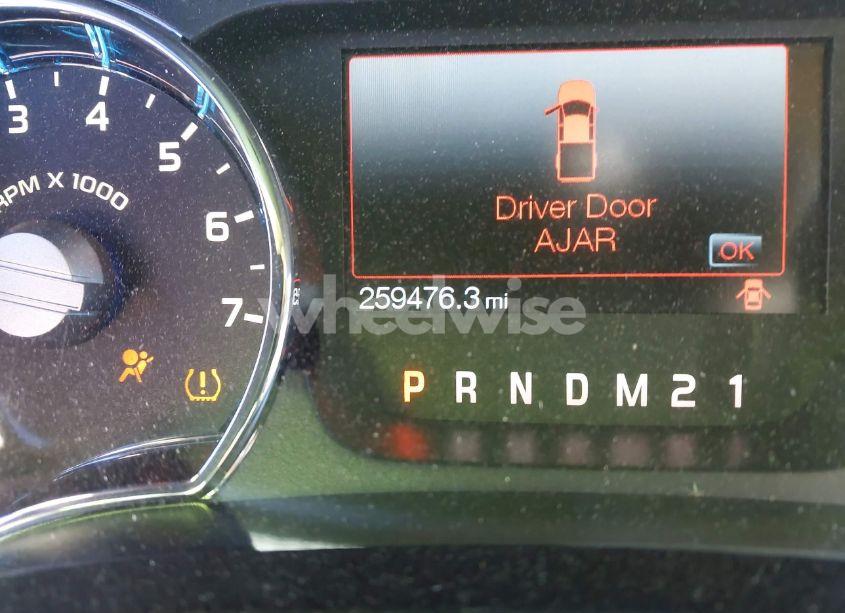 3 4 5 6 7
RPM X 1000
Driver Door
AJAR
OK
259476.3 mi
wheelwise
P R N D M 2 1